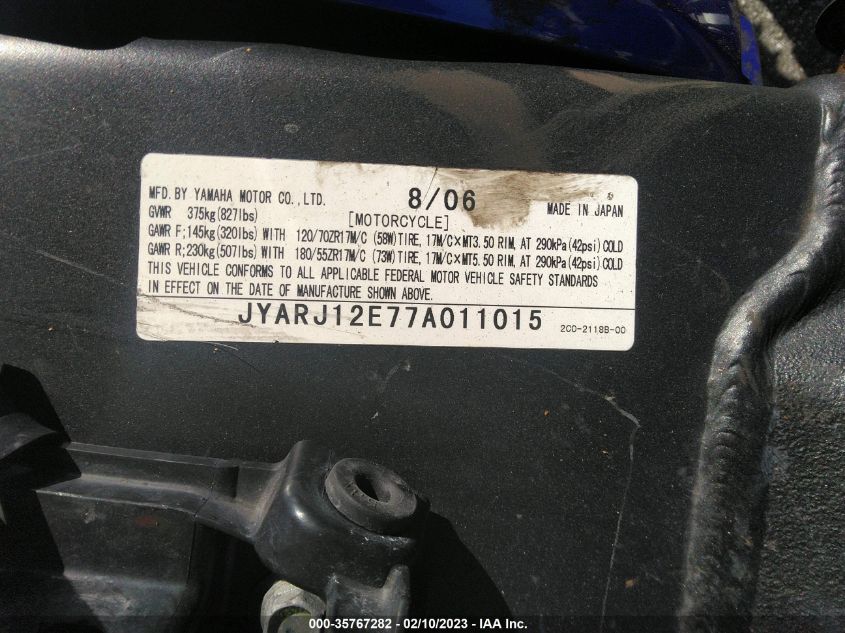 MFD. BY YAMAHA MOTOR CO., LTD. 8/06 MADE IN JAPAN
GVWR 375kg(827lbs) [MOTORCYCLE]
GAWR F;145kg(320lbs) WITH 120/70ZR17M/C (58W)TIRE, 17M/C×MT3.50 RIM, AT 290kPa(42psi)COLD
GAWR R;230kg(507lbs) WITH 180/55ZR17M/C (73W)TIRE, 17M/C×MT5.50 RIM, AT 290kPa(42psi)COLD
THIS VEHICLE CONFORMS TO ALL APPLICABLE FEDERAL MOTOR VEHICLE SAFETY STANDARDS
IN EFFECT ON THE DATE OF MANUFACTURE SHOWN ABOVE.
JYARJ12E77A011015 2C0-2118B-00
000-35767282 - 02/10/2023 - IAA Inc.